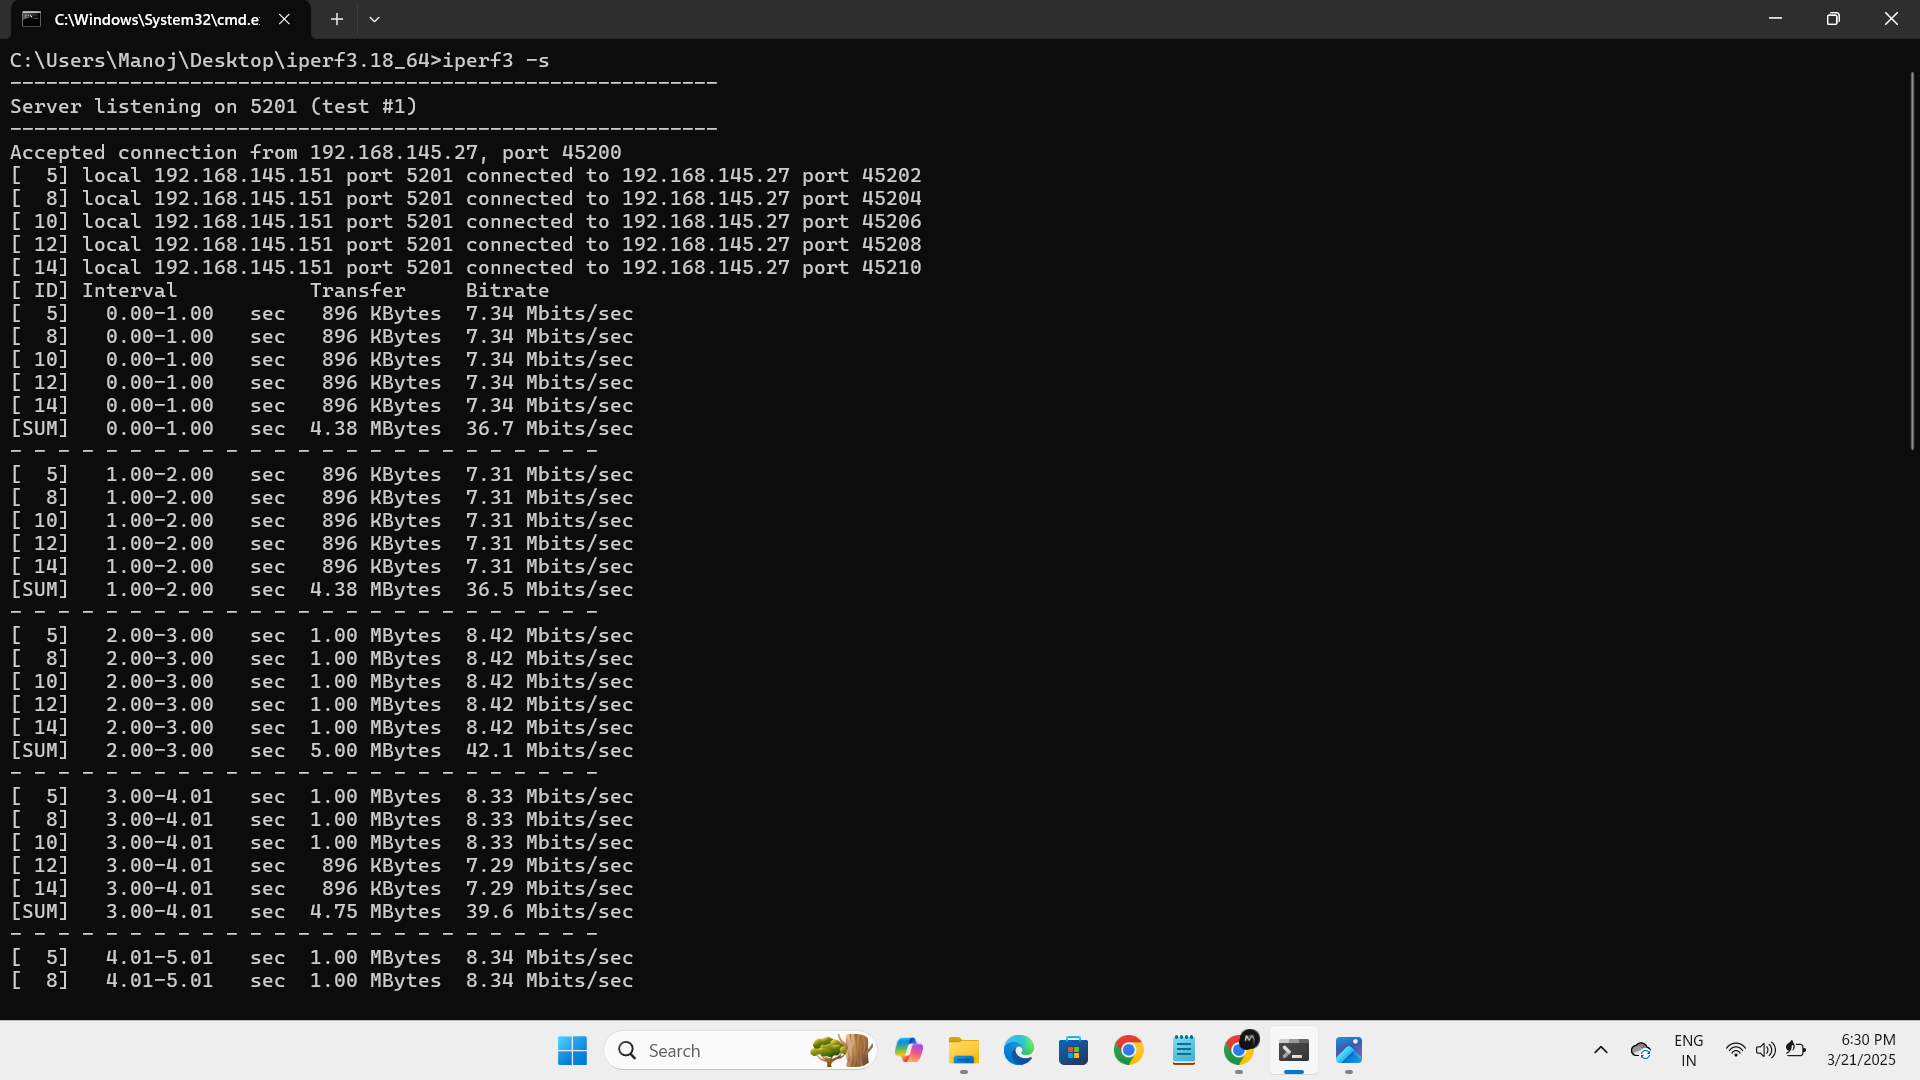 C:\Windows\System32\cmd.e
C:\Users\Manoj\Desktop\iperf3.18_64>iperf3 -s
-----------------------------------------------------------
Server listening on 5201 (test #1)
-----------------------------------------------------------
Accepted connection from 192.168.145.27, port 45200
[  5] local 192.168.145.151 port 5201 connected to 192.168.145.27 port 45202
[  8] local 192.168.145.151 port 5201 connected to 192.168.145.27 port 45204
[ 10] local 192.168.145.151 port 5201 connected to 192.168.145.27 port 45206
[ 12] local 192.168.145.151 port 5201 connected to 192.168.145.27 port 45208
[ 14] local 192.168.145.151 port 5201 connected to 192.168.145.27 port 45210
[ ID] Interval           Transfer     Bitrate
[  5]   0.00-1.00   sec   896 KBytes  7.34 Mbits/sec
[  8]   0.00-1.00   sec   896 KBytes  7.34 Mbits/sec
[ 10]   0.00-1.00   sec   896 KBytes  7.34 Mbits/sec
[ 12]   0.00-1.00   sec   896 KBytes  7.34 Mbits/sec
[ 14]   0.00-1.00   sec   896 KBytes  7.34 Mbits/sec
[SUM]   0.00-1.00   sec  4.38 MBytes  36.7 Mbits/sec
- - - - - - - - - - - - - - - - - - - - - - - - -
[  5]   1.00-2.00   sec   896 KBytes  7.31 Mbits/sec
[  8]   1.00-2.00   sec   896 KBytes  7.31 Mbits/sec
[ 10]   1.00-2.00   sec   896 KBytes  7.31 Mbits/sec
[ 12]   1.00-2.00   sec   896 KBytes  7.31 Mbits/sec
[ 14]   1.00-2.00   sec   896 KBytes  7.31 Mbits/sec
[SUM]   1.00-2.00   sec  4.38 MBytes  36.5 Mbits/sec
- - - - - - - - - - - - - - - - - - - - - - - - -
[  5]   2.00-3.00   sec  1.00 MBytes  8.42 Mbits/sec
[  8]   2.00-3.00   sec  1.00 MBytes  8.42 Mbits/sec
[ 10]   2.00-3.00   sec  1.00 MBytes  8.42 Mbits/sec
[ 12]   2.00-3.00   sec  1.00 MBytes  8.42 Mbits/sec
[ 14]   2.00-3.00   sec  1.00 MBytes  8.42 Mbits/sec
[SUM]   2.00-3.00   sec  5.00 MBytes  42.1 Mbits/sec
- - - - - - - - - - - - - - - - - - - - - - - - -
[  5]   3.00-4.01   sec  1.00 MBytes  8.33 Mbits/sec
[  8]   3.00-4.01   sec  1.00 MBytes  8.33 Mbits/sec
[ 10]   3.00-4.01   sec  1.00 MBytes  8.33 Mbits/sec
[ 12]   3.00-4.01   sec   896 KBytes  7.29 Mbits/sec
[ 14]   3.00-4.01   sec   896 KBytes  7.29 Mbits/sec
[SUM]   3.00-4.01   sec  4.75 MBytes  39.6 Mbits/sec
- - - - - - - - - - - - - - - - - - - - - - - - -
[  5]   4.01-5.01   sec  1.00 MBytes  8.34 Mbits/sec
[  8]   4.01-5.01   sec  1.00 MBytes  8.34 Mbits/sec
Search
M
ENG
IN
6:30 PM
3/21/2025